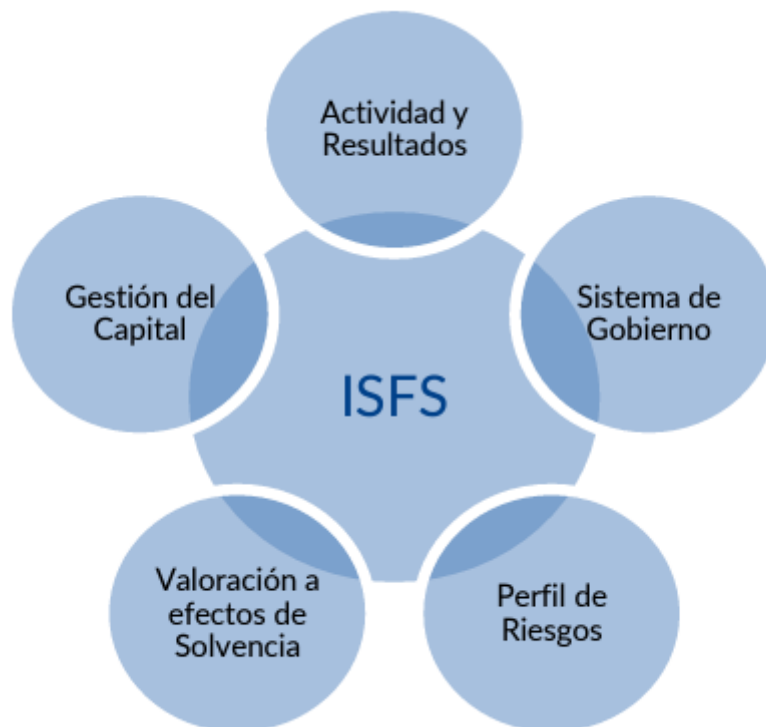 Actividad y
Resultados
Gestión del
Capital
Sistema de
Gobierno
ISFS
Valoración a
efectos de
Solvencia
Perfil de
Riesgos